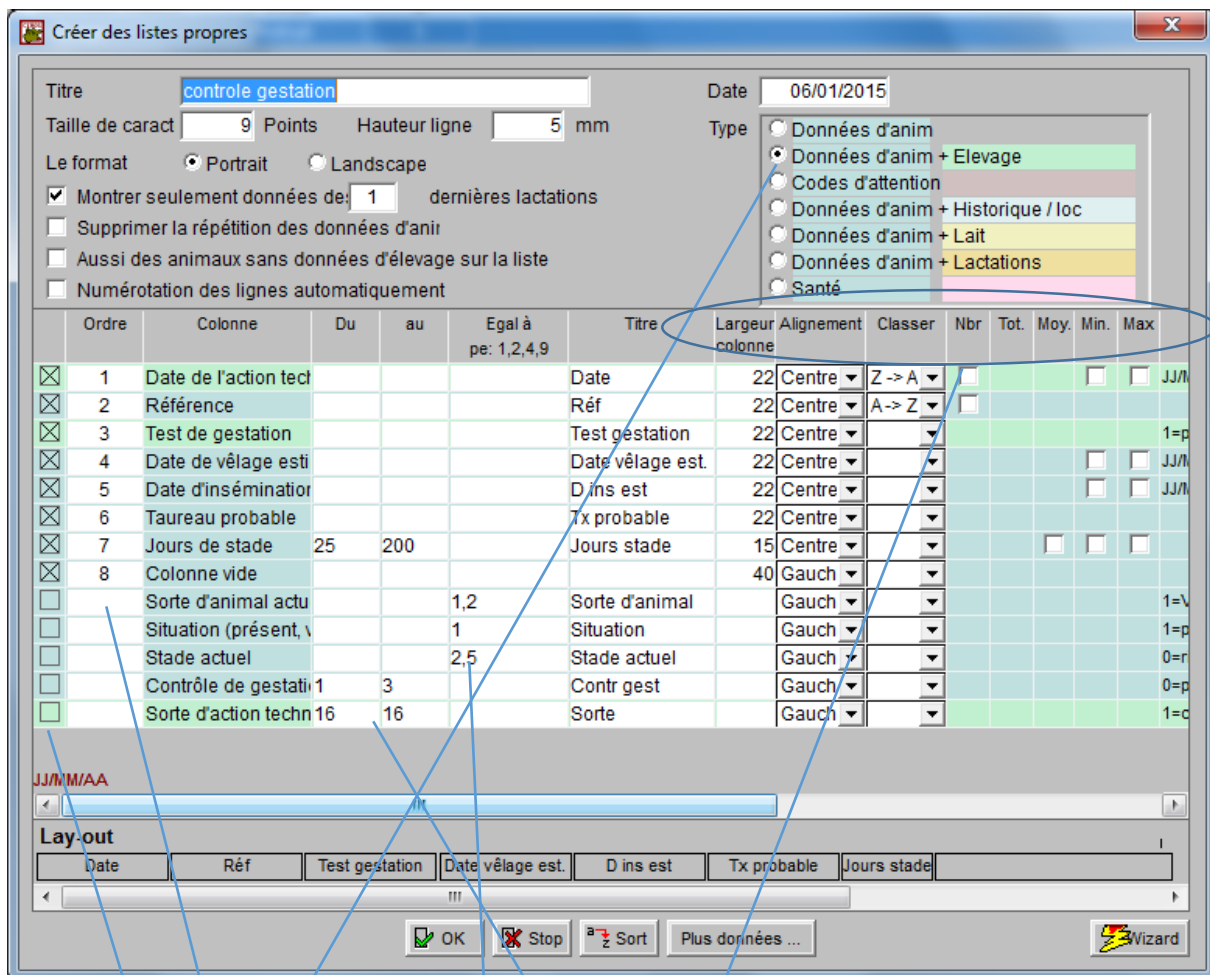 Créer des listes propres
Titre controle gestation Date 06/01/2015
Taille de caract 9 Points Hauteur ligne 5 mm Type Données d'anim
Le format Portrait Landscape Données d'anim + Elevage
Montrer seulement données de: 1 dernières lactations Codes d'attention
Supprimer la répétition des données d'anir Données d'anim + Historique / loc
Aussi des animaux sans données d'élevage sur la liste Données d'anim + Lait
Numérotation des lignes automatiquement Données d'anim + Lactations
Santé
Ordre Colonne Du au Egal à Titre Largeur Alignement Classer Nbr Tot. Moy. Min. Max
pe: 1,2,4,9 colonne
1 Date de l'action tech Date 22 Centre Z -> A JJ/M
2 Référence Réf 22 Centre A -> Z
3 Test de gestation Test gestation 22 Centre 1=p
4 Date de vêlage esti Date vêlage est. 22 Centre JJ/M
5 Date d'insémination D ins est 22 Centre JJ/M
6 Taureau probable Tx probable 22 Centre
7 Jours de stade 25 200 Jours stade 15 Centre
8 Colonne vide 40 Gauch
Sorte d'animal actu 1,2 Sorte d'animal Gauch 1=V
Situation (présent, v 1 Situation Gauch 1=p
Stade actuel 2,5 Stade actuel Gauch 0=r
Contrôle de gestati 1 3 Contr gest Gauch 0=p
Sorte d'action techn 16 16 Sorte Gauch 1=c
JJ/MM/AA
Lay-out
Date Réf Test gestation Date vêlage est. D ins est Tx probable Jours stade
OK Stop Sort Plus données ... Wizard